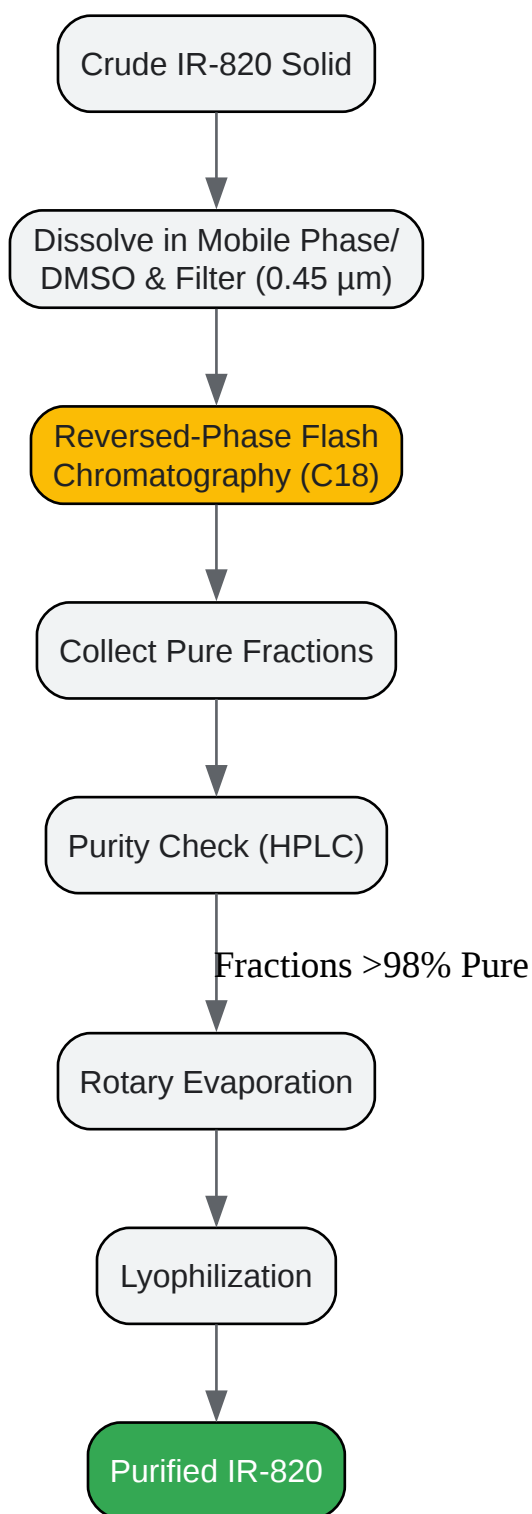 Crude IR-820 Solid
Dissolve in Mobile Phase/
DMSO & Filter (0.45 µm)
Reversed-Phase Flash
Chromatography (C18)
Collect Pure Fractions
Purity Check (HPLC)
Fractions >98% Pure
Rotary Evaporation
Lyophilization
Purified IR-820